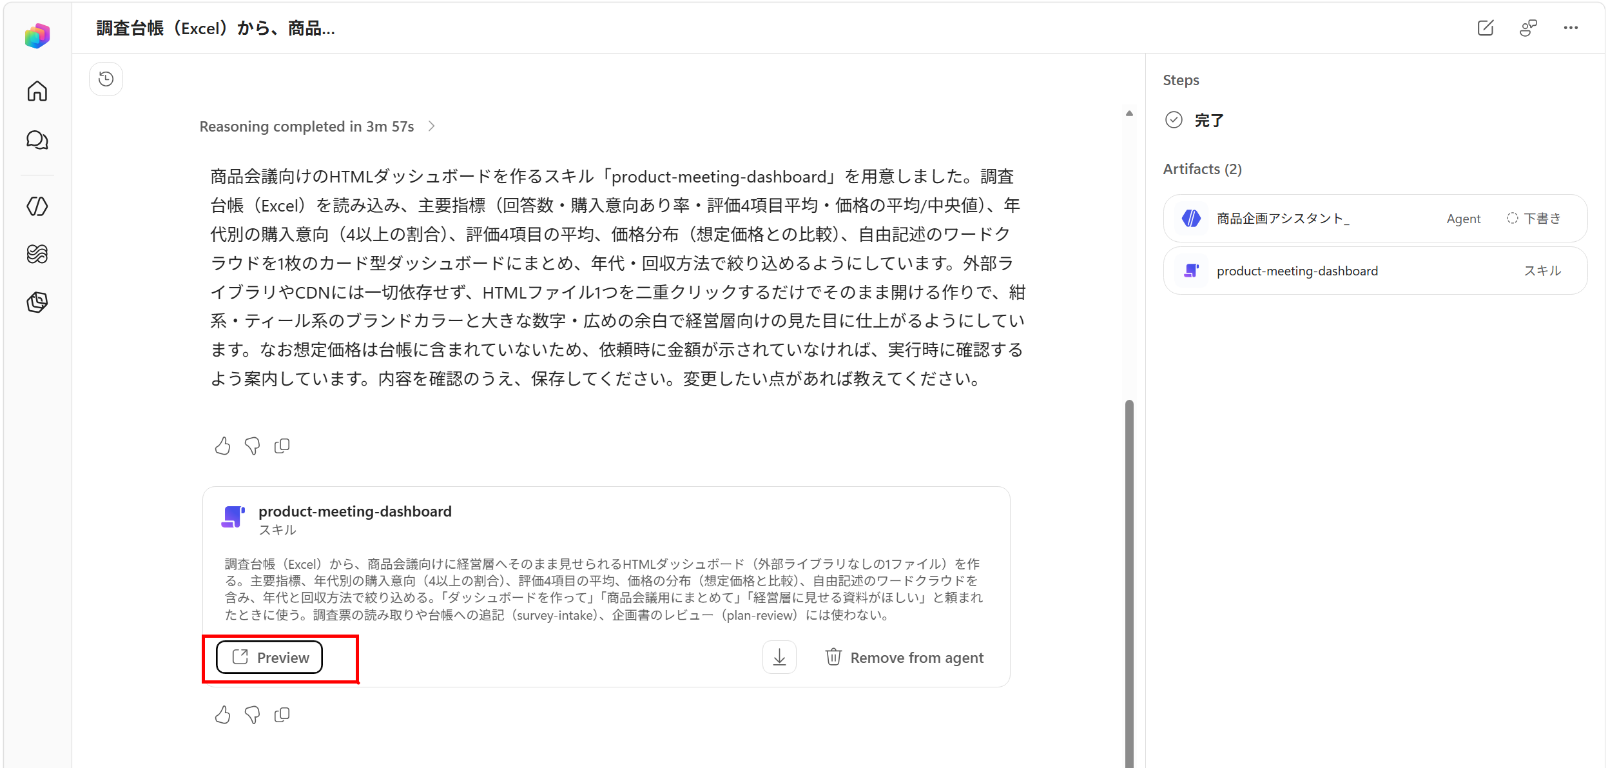 調査台帳（Excel）から、商品...
Reasoning completed in 3m 57s
商品会議向けのHTMLダッシュボードを作るスキル「product-meeting-dashboard」を用意しました。調査
台帳（Excel）を読み込み、主要指標（回答数・購入意向あり率・評価4項目平均・価格の平均/中央値）、年
代別の購入意向（4以上の割合）、評価4項目の平均、価格分布（想定価格との比較）、自由記述のワードク
ラウドを1枚のカード型ダッシュボードにまとめ、年代・回収方法で絞り込めるようにしています。外部ラ
イブラリやCDNには一切依存せず、HTMLファイル1つを二重クリックするだけでそのまま開ける作りで、紺
系・ティール系のブランドカラーと大きな数字・広めの余白で経営層向けの見た目に仕上がるようにしてい
ます。なお想定価格は台帳に含まれていないため、依頼時に金額が示されていなければ、実行時に確認する
よう案内しています。内容を確認のうえ、保存してください。変更したい点があれば教えてください。
product-meeting-dashboard
スキル
調査台帳（Excel）から、商品会議向けに経営層へそのまま見せられるHTMLダッシュボード（外部ライブラリなしの1ファイル）を作
る。主要指標、年代別の購入意向（4以上の割合）、評価4項目の平均、価格の分布（想定価格と比較）、自由記述のワードクラウドを
含み、年代と回収方法で絞り込める。「ダッシュボードを作って」「商品会議用にまとめて」「経営層に見せる資料がほしい」と頼まれ
たときに使う。調査票の読み取りや台帳への追記（survey-intake）、企画書のレビュー（plan-review）には使わない。
Preview
Remove from agent
Steps
完了
Artifacts (2)
商品企画アシスタント_ Agent 下書き
product-meeting-dashboard スキル